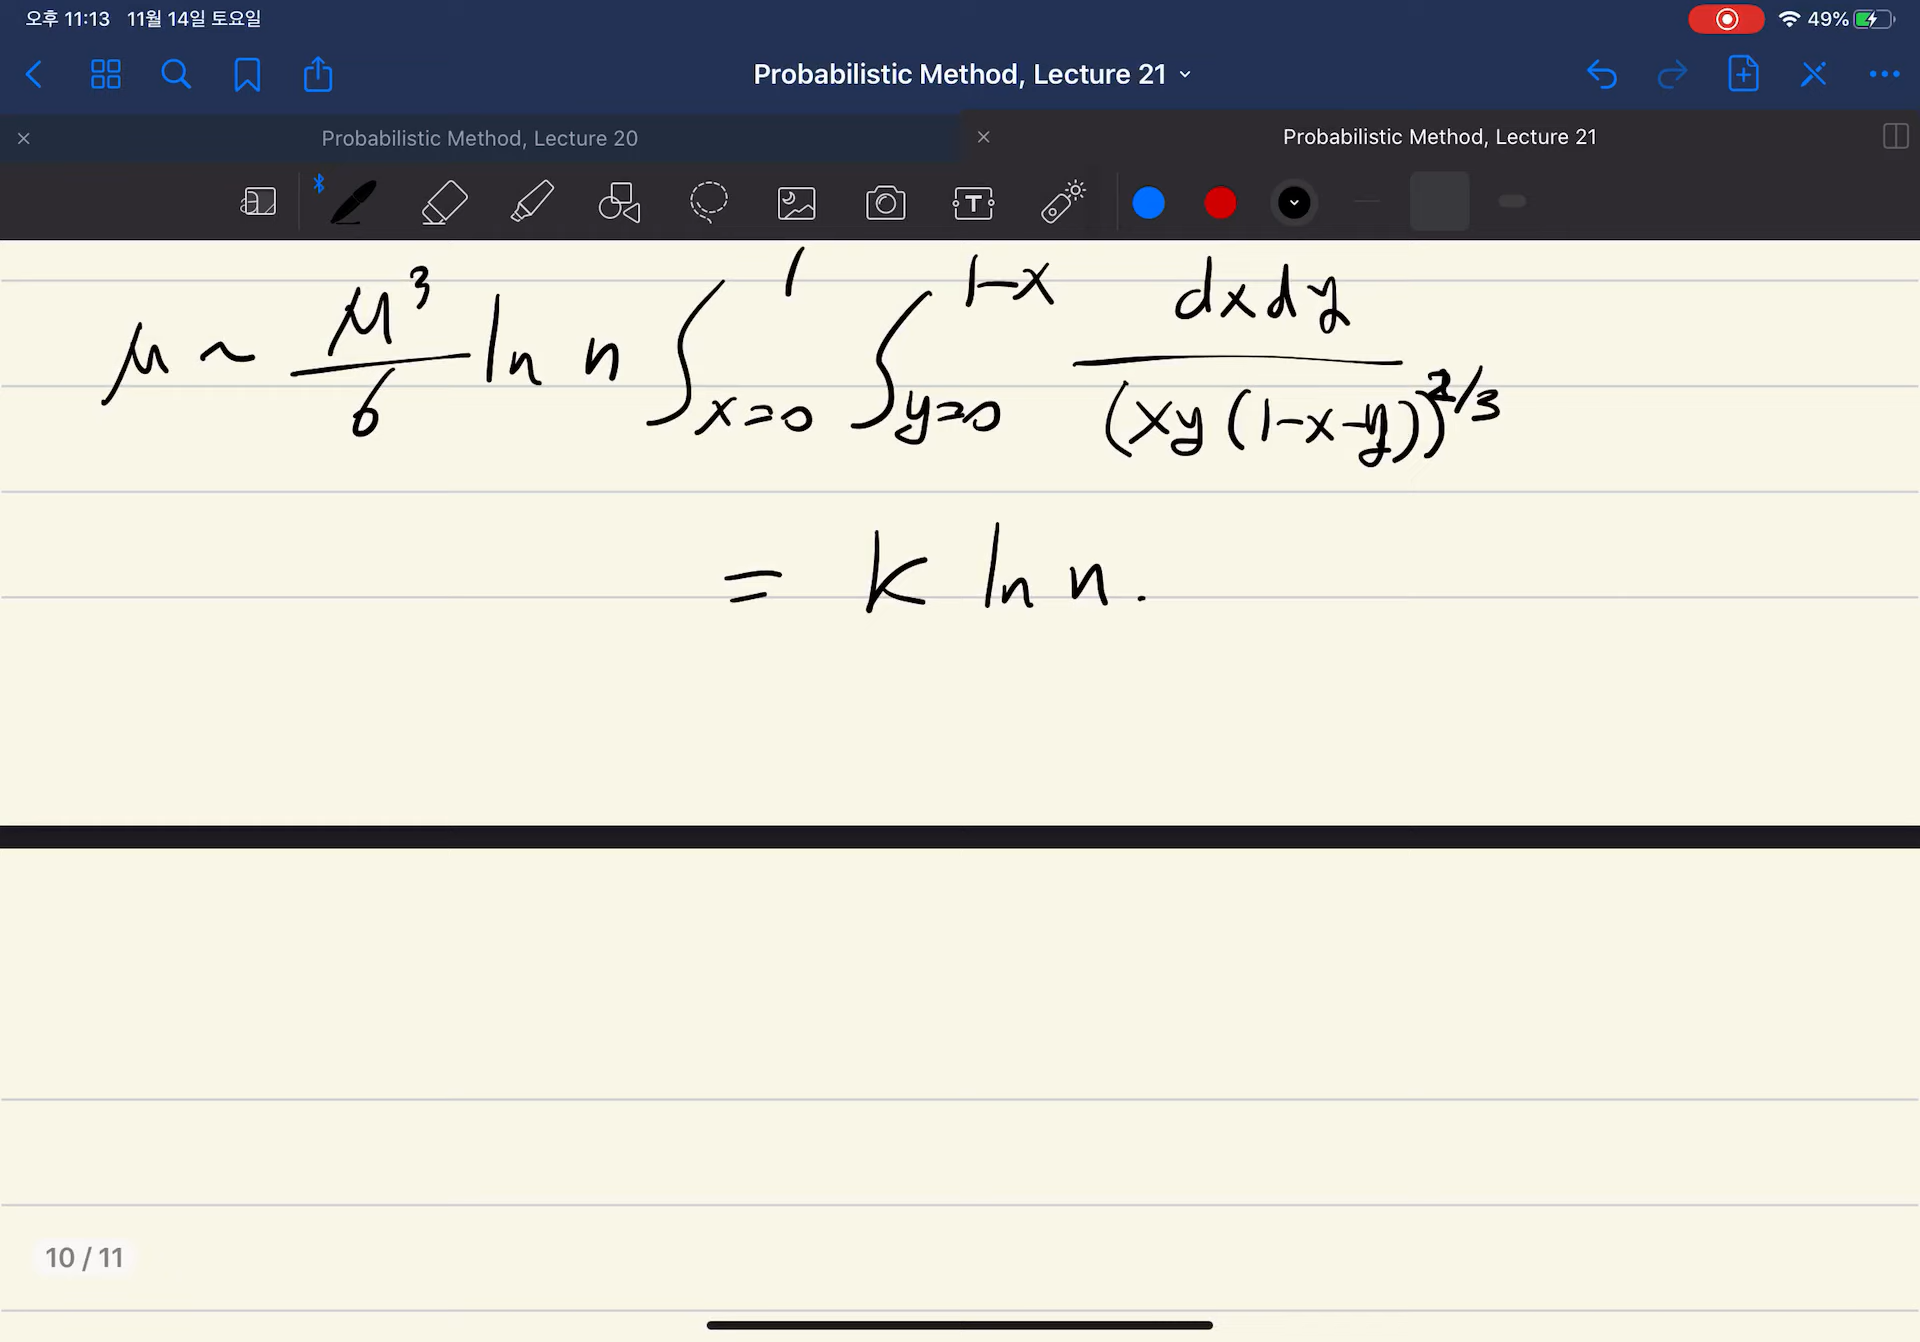 오후 11:13 11월 14일 토요일 49%
Probabilistic Method, Lecture 21
Probabilistic Method, Lecture 20 Probabilistic Method, Lecture 21
μ ~ M³/6 ln n ∫_{x=0}^{1} ∫_{y=0}^{1-x} dxdy/(xy(1-x-y))^{2/3}
= K ln n.
10 / 11